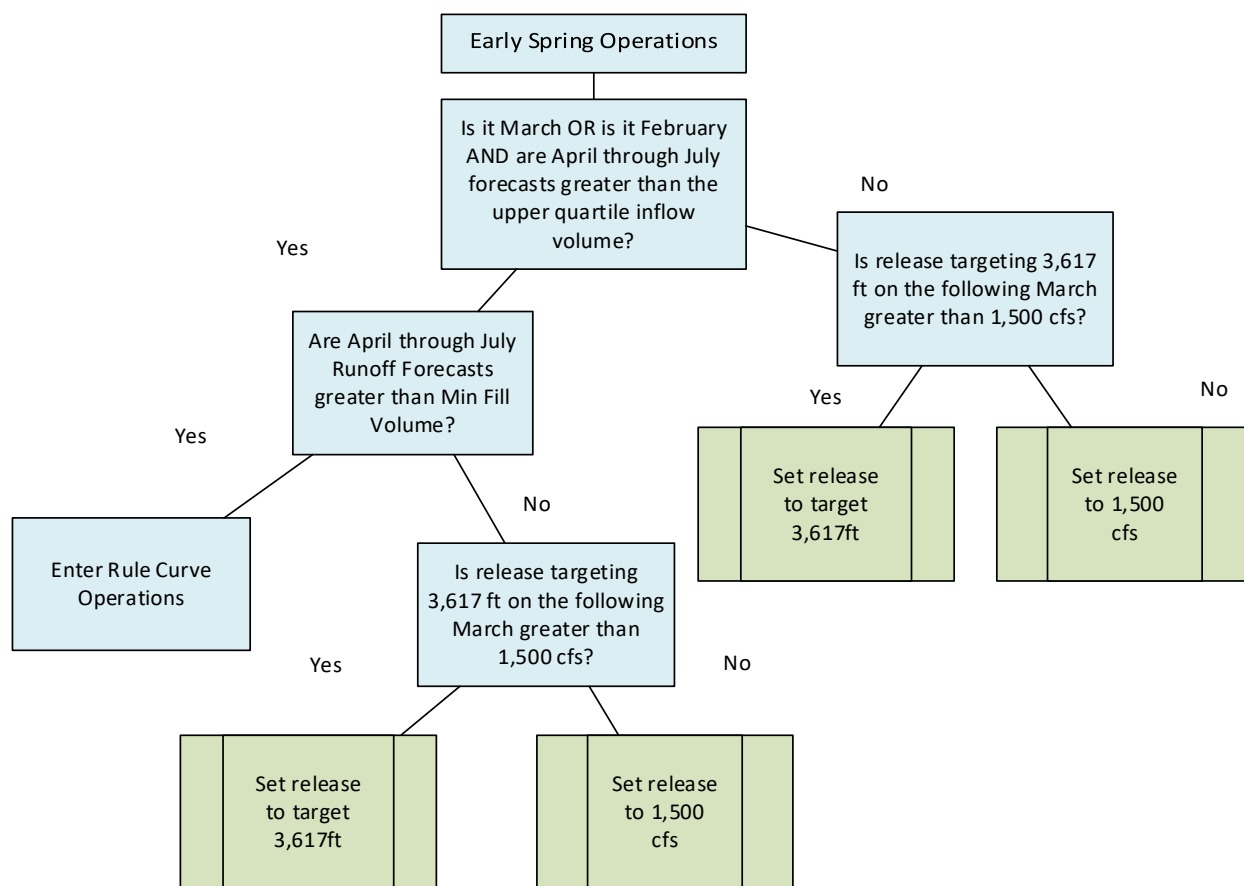 Early Spring Operations
Is it March OR is it February
AND are April through July
forecasts greater than the
upper quartile inflow
volume?
No
Yes
Is release targeting 3,617
ft on the following March
greater than 1,500 cfs?
Are April through July
Runoff Forecasts
greater than Min Fill
Volume?
Yes
No
Yes
Set release
to target
3,617ft
Set release
to 1,500
cfs
No
Enter Rule Curve
Operations
Is release targeting
3,617 ft on the following
March greater than
1,500 cfs?
Yes
No
Set release
to target
3,617ft
Set release
to 1,500
cfs